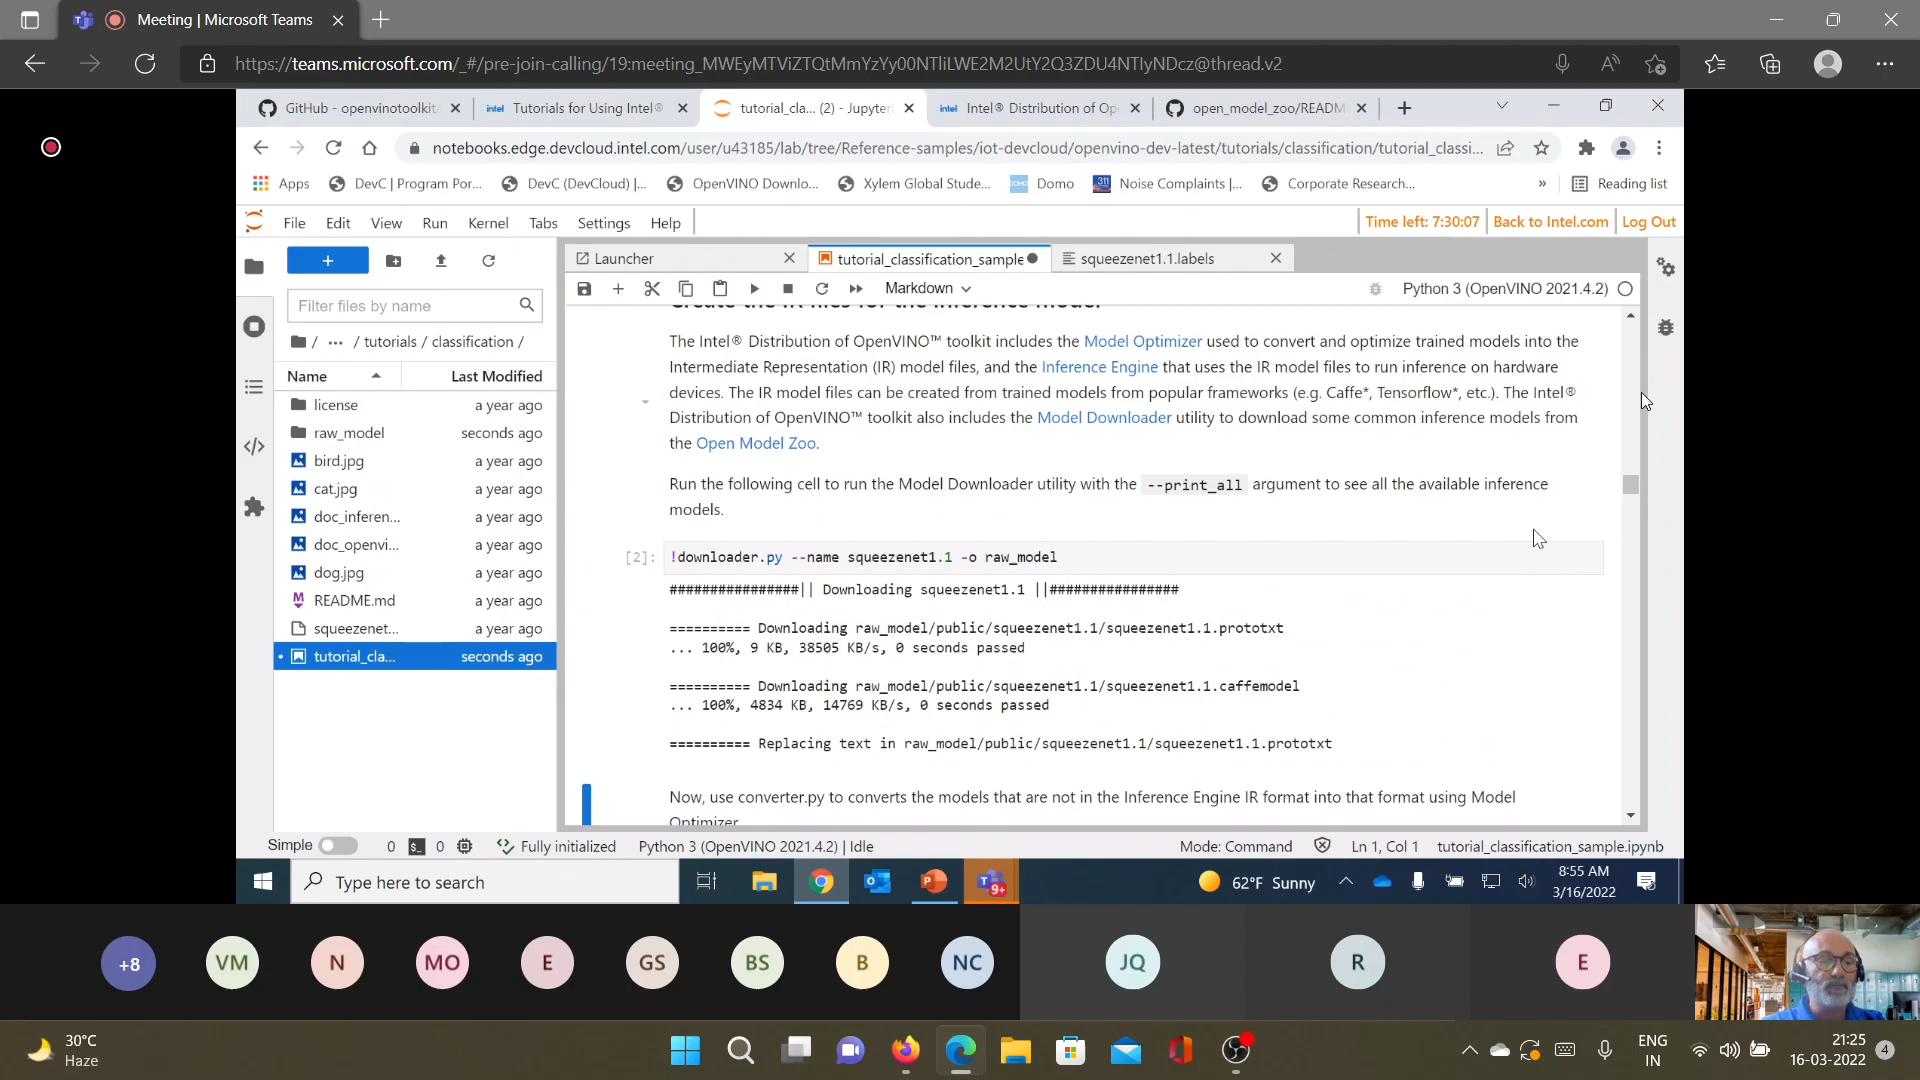 Meeting | Microsoft Teams
https://teams.microsoft.com/_#/pre-join-calling/19:meeting_MWEyMTViZTQtMmYzYy00NTliLWE2M2UtY2Q3ZDU4NTIyNDcz@thread.v2
GitHub - openvinotoolkit/
intel Tutorials for Using Intel®
tutorial_cla... (2) - Jupyter
intel Intel® Distribution of Op
open_model_zoo/READM
notebooks.edge.devcloud.intel.com/user/u43185/lab/tree/Reference-samples/iot-devcloud/openvino-dev-latest/tutorials/classification/tutorial_classi...
Apps
DevC | Program Por...
DevC (DevCloud) |...
OpenVINO Downlo...
Xylem Global Stude...
DOMO Domo
311 Noise Complaints |...
Corporate Research...
»
Reading list
File Edit View Run Kernel Tabs Settings Help
Time left: 7:30:07 Back to Intel.com Log Out
Launcher
tutorial_classification_sample
squeezenet1.1.labels
Filter files by name
Markdown
Python 3 (OpenVINO 2021.4.2)
/ ... / tutorials / classification /
Name Last Modified
license a year ago
raw_model seconds ago
bird.jpg a year ago
cat.jpg a year ago
doc_inferen... a year ago
doc_openvi... a year ago
dog.jpg a year ago
README.md a year ago
squeezenet... a year ago
tutorial_cla... seconds ago
Create the IR files for the inference model
The Intel® Distribution of OpenVINO™ toolkit includes the Model Optimizer used to convert and optimize trained models into the
Intermediate Representation (IR) model files, and the Inference Engine that uses the IR model files to run inference on hardware
devices. The IR model files can be created from trained models from popular frameworks (e.g. Caffe*, Tensorflow*, etc.). The Intel®
Distribution of OpenVINO™ toolkit also includes the Model Downloader utility to download some common inference models from
the Open Model Zoo.
Run the following cell to run the Model Downloader utility with the --print_all argument to see all the available inference
models.
[2]: !downloader.py --name squeezenet1.1 -o raw_model
################|| Downloading squeezenet1.1 ||################
========== Downloading raw_model/public/squeezenet1.1/squeezenet1.1.prototxt
... 100%, 9 KB, 38505 KB/s, 0 seconds passed
========== Downloading raw_model/public/squeezenet1.1/squeezenet1.1.caffemodel
... 100%, 4834 KB, 14769 KB/s, 0 seconds passed
========== Replacing text in raw_model/public/squeezenet1.1/squeezenet1.1.prototxt
Now, use converter.py to converts the models that are not in the Inference Engine IR format into that format using Model
Optimizer
Simple 0 0 Fully initialized Python 3 (OpenVINO 2021.4.2) | Idle
Mode: Command Ln 1, Col 1 tutorial_classification_sample.ipynb
Type here to search
9+
62°F Sunny
8:55 AM
3/16/2022
+8 VM N MO E GS BS B NC JQ R E
30°C
Haze
ENG
IN
21:25
16-03-2022
4